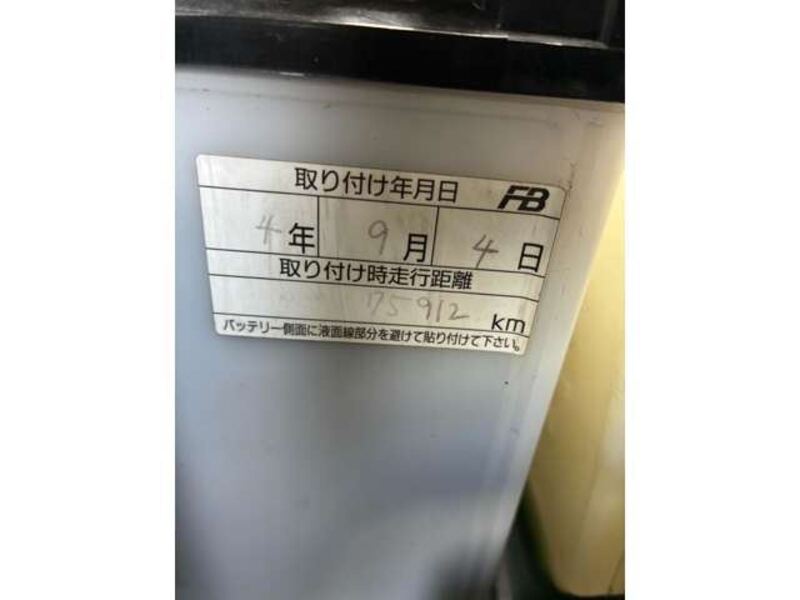 取り付け年月日 FB
4年 9月 4日
取り付け時走行距離
75912 km
バッテリー側面に液面線部分を避けて貼り付けて下さい。